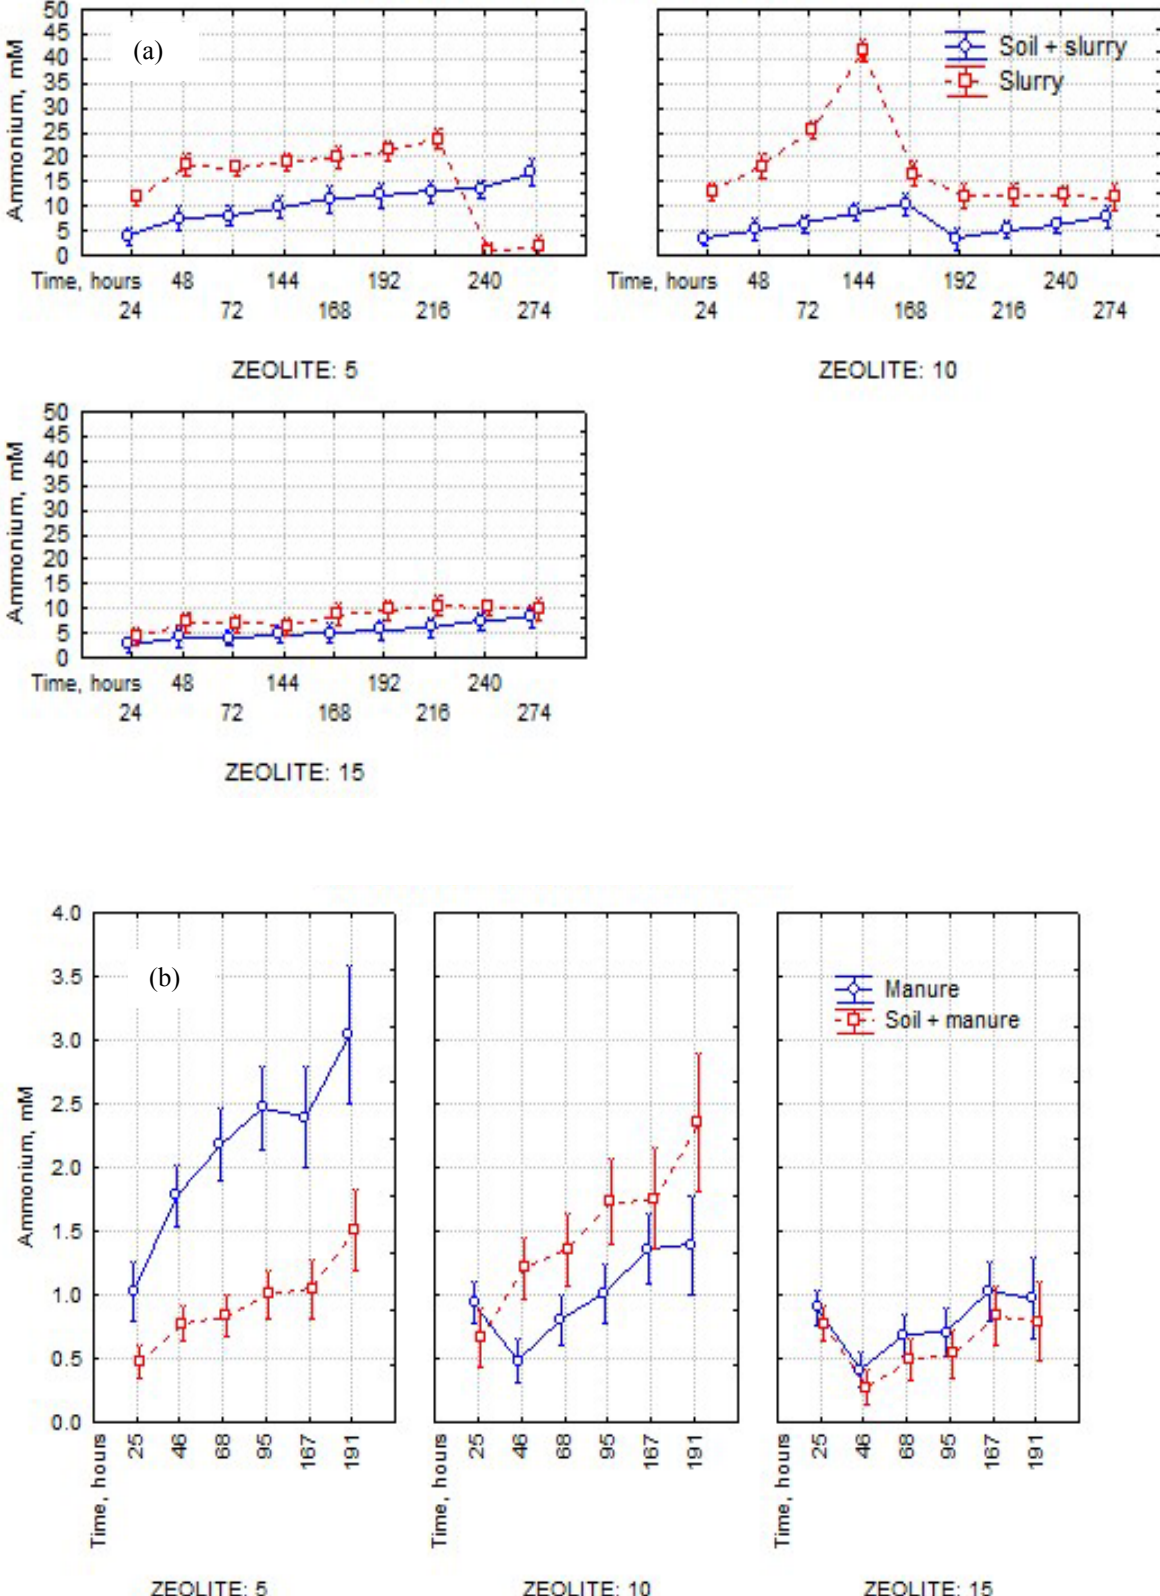 50
45
40
35
30
25
20
15
10
5
0
Ammonium, mM
(a)
Time, hours 48 144 192 240
24 72 168 216 274
ZEOLITE: 5
Soil + slurry
Slurry
Time, hours 48 144 192 240
24 72 168 216 274
ZEOLITE: 10
50
45
40
35
30
25
20
15
10
5
0
Ammonium, mM
Time, hours 48 144 192 240
24 72 168 216 274
ZEOLITE: 15
4.0
3.5
3.0
2.5
2.0
1.5
1.0
0.5
0.0
Ammonium, mM
(b)
Time, hours 25 46 68 95 167 191
ZEOLITE: 5
Time, hours 25 46 68 95 167 191
ZEOLITE: 10
Manure
Soil + manure
Time, hours 25 46 68 95 167 191
ZEOLITE: 15